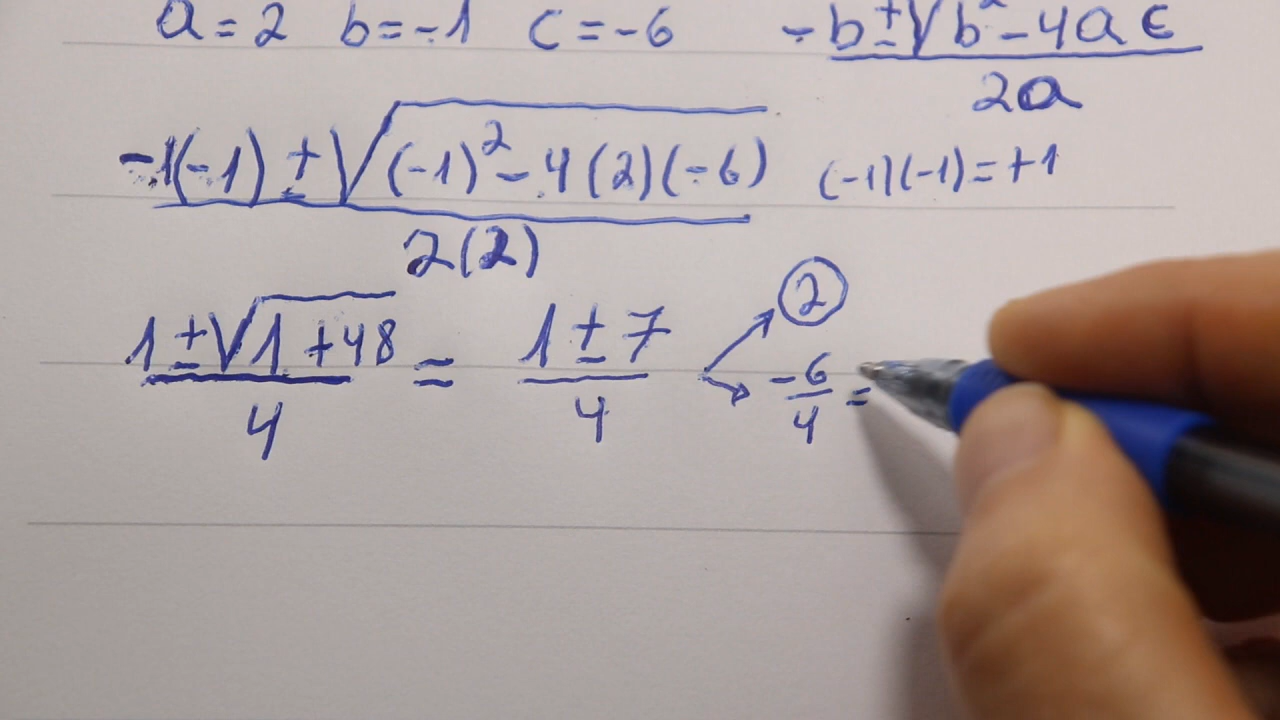 a = 2 b = -1 c = -6 -b ± √b² - 4ac
2a
-1(-1) ± √(-1)² - 4(2)(-6) (-1)(-1) = +1
2(2)
1 ± √1 + 48 = 1 ± 7 2
4 4 -6/4 =